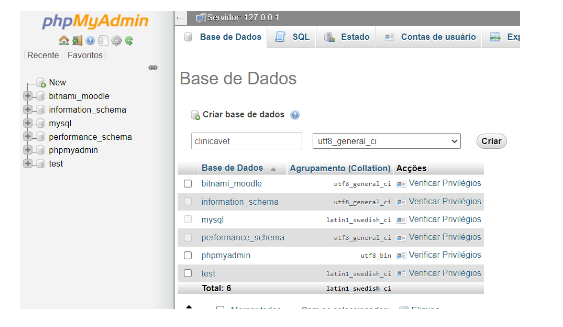 phpMyAdmin
Recente Favoritos
New
bitnami_moodle
information_schema
mysql
performance_schema
phpmyadmin
test
Servidor: 127.0.0.1
Base de Dados SQL Estado Contas de usuário Exp
Base de Dados
Criar base de dados
clinicavet utf8_general_ci Criar
Base de Dados Agrupamento (Collation) Acções
bitnami_moodle utf8_general_ci Verificar Privilégios
information_schema utf8_general_ci Verificar Privilégios
mysql latin1_swedish_ci Verificar Privilégios
performance_schema utf8_general_ci Verificar Privilégios
phpmyadmin utf8_bin Verificar Privilégios
test latin1_swedish_ci Verificar Privilégios
Total: 6 latin1_swedish_ci